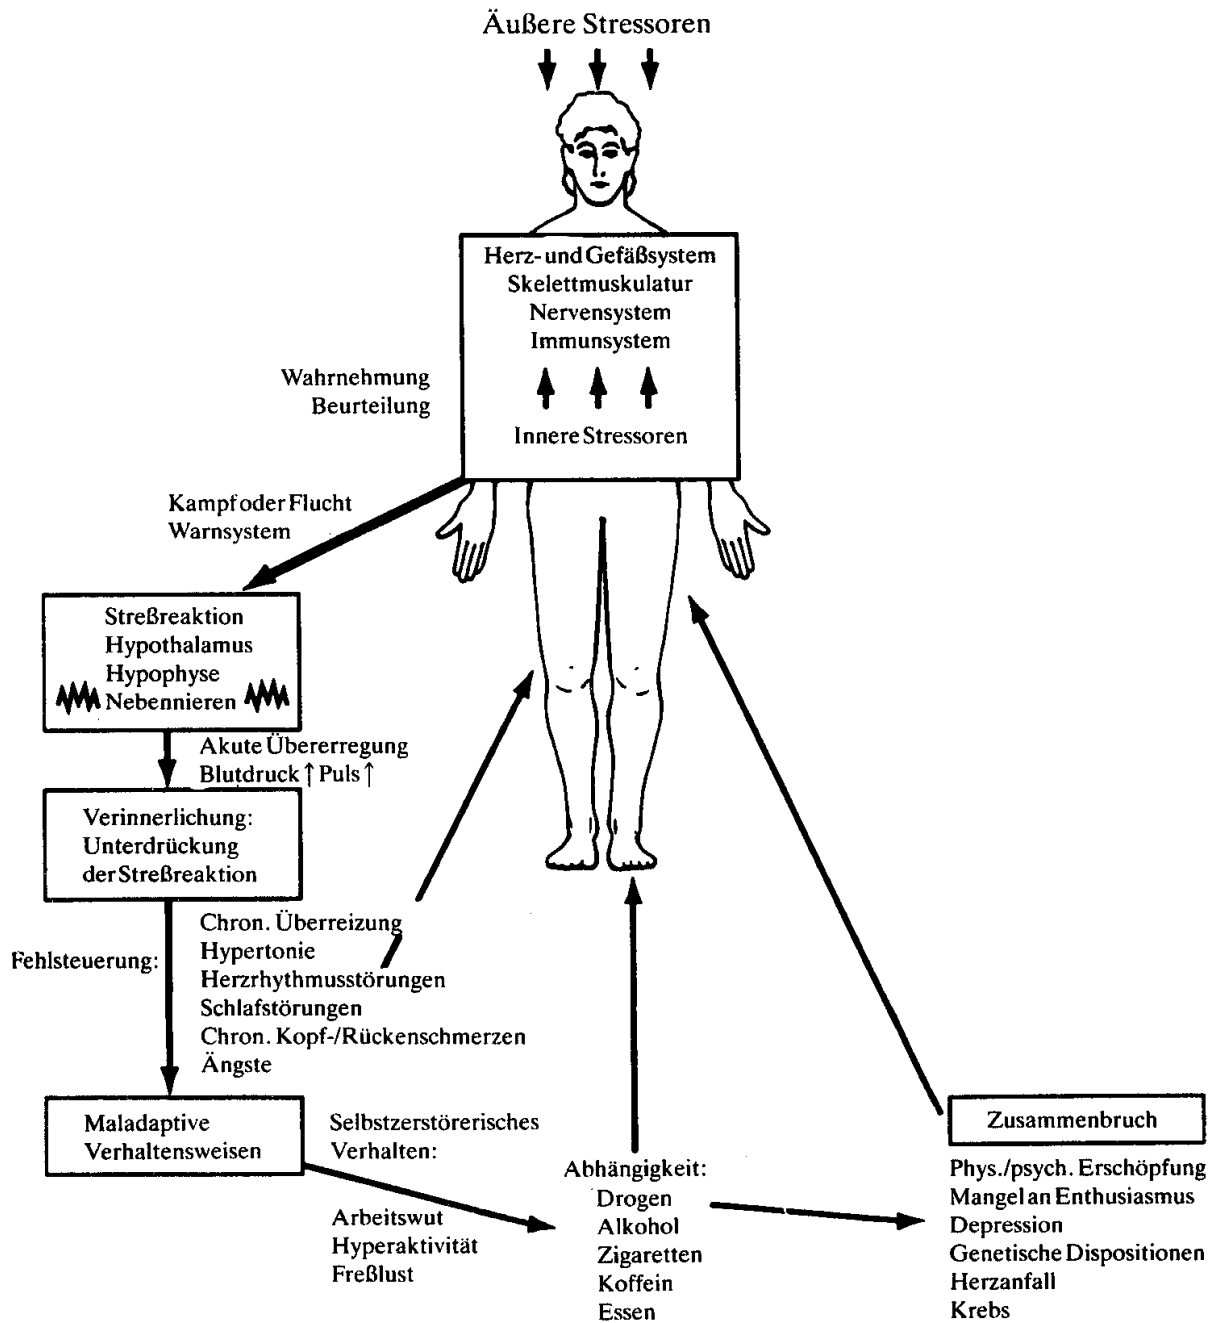 Äußere Stressoren
Herz- und Gefäßsystem
Skelettmuskulatur
Nervensystem
Immunsystem
Innere Stressoren
Wahrnehmung
Beurteilung
Kampf oder Flucht
Warnsystem
Streßreaktion
Hypothalamus
Hypophyse
Nebennieren
Akute Übererregung
Blutdruck ↑ Puls ↑
Verinnerlichung:
Unterdrückung
der Streßreaktion
Fehlsteuerung:
Chron. Überreizung
Hypertonie
Herzrhythmusstörungen
Schlafstörungen
Chron. Kopf-/Rückenschmerzen
Ängste
Maladaptive
Verhaltensweisen
Selbstzerstörerisches
Verhalten:
Arbeitswut
Hyperaktivität
Freßlust
Abhängigkeit:
Drogen
Alkohol
Zigaretten
Koffein
Essen
Zusammenbruch
Phys./psych. Erschöpfung
Mangel an Enthusiasmus
Depression
Genetische Dispositionen
Herzanfall
Krebs